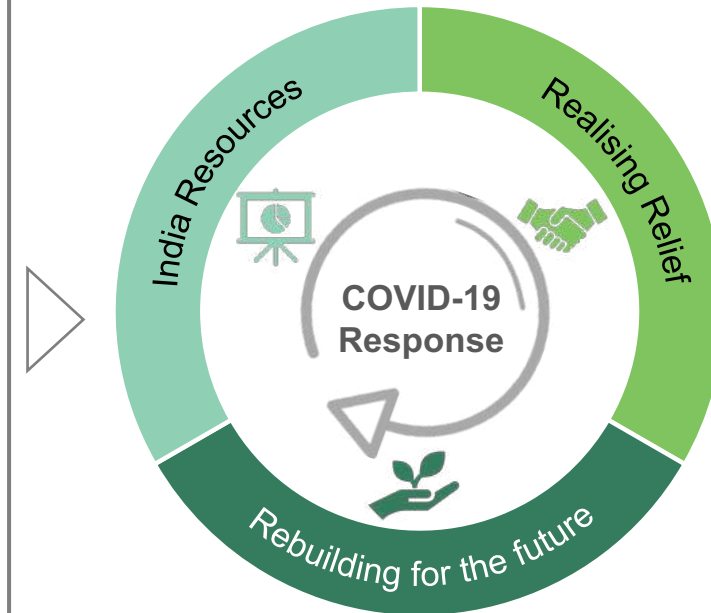 India Resources
Realising Relief
COVID-19
Response
Rebuilding for the future